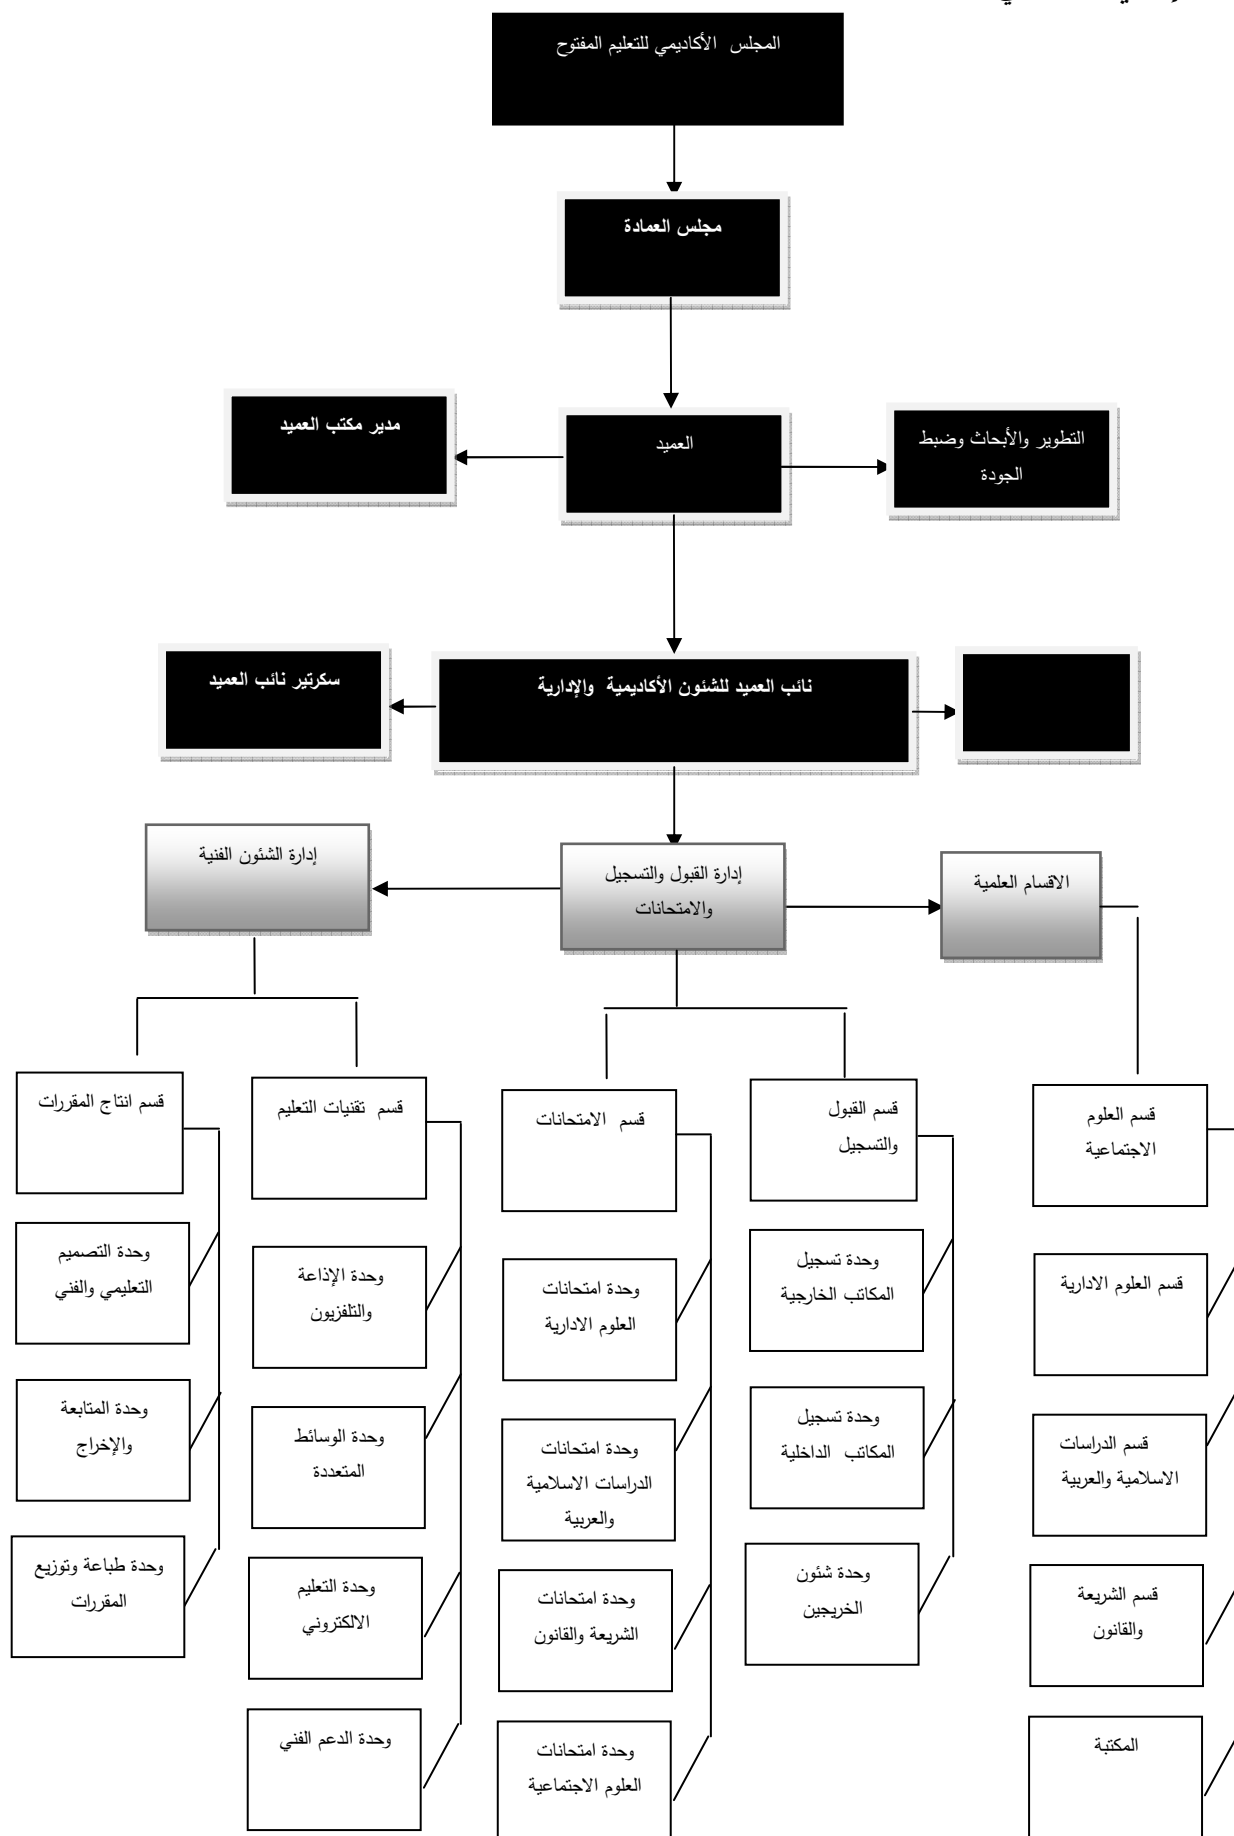 المجلس الأكاديمي للتعليم المفتوح
مجلس العمادة
مدير مكتب العميد
العميد
التطوير والأبحاث وضبط
الجودة
سكرتير نائب العميد
نائب العميد للشئون الأكاديمية والإدارية
إدارة الشئون الفنية
إدارة القبول والتسجيل
والامتحانات
الاقسام العلمية
قسم العلوم
الاجتماعية
قسم العلوم الادارية
قسم الدراسات
الاسلامية والعربية
قسم الشريعة
والقانون
المكتبة
قسم القبول
والتسجيل
وحدة تسجيل
المكاتب الخارجية
وحدة تسجيل
المكاتب الداخلية
وحدة شئون
الخريجين
قسم الامتحانات
وحدة امتحانات
العلوم الادارية
وحدة امتحانات
الدراسات الاسلامية
والعربية
وحدة امتحانات
الشريعة والقانون
وحدة امتحانات
العلوم الاجتماعية
قسم تقنيات التعليم
وحدة الإذاعة
والتلفزيون
وحدة الوسائط
المتعددة
وحدة التعليم
الالكتروني
وحدة الدعم الفني
قسم انتاج المقررات
وحدة التصميم
التعليمي والفني
وحدة المتابعة
والإخراج
وحدة طباعة وتوزيع
المقررات